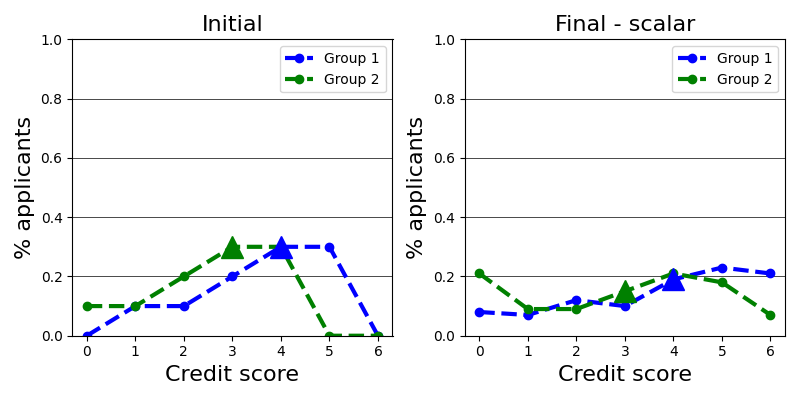 Initial
% applicants
1.0
0.8
0.6
0.4
0.2
0.0
Group 1
Group 2
0 1 2 3 4 5 6
Credit score
Final - scalar
% applicants
1.0
0.8
0.6
0.4
0.2
0.0
Group 1
Group 2
0 1 2 3 4 5 6
Credit score